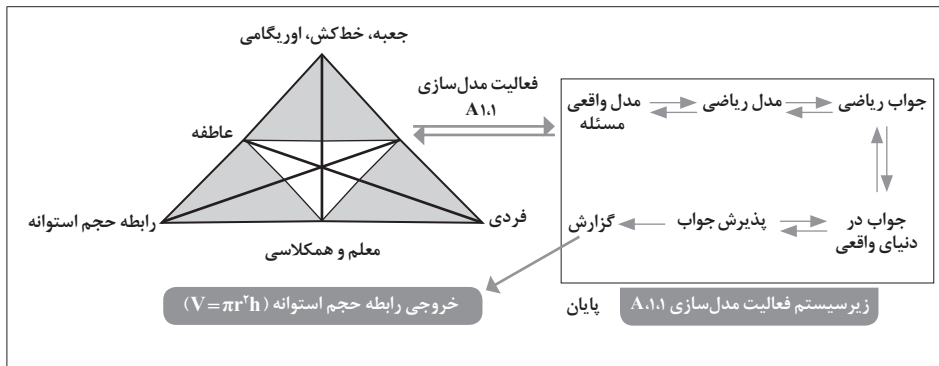 جعبه، خط‌کش، اوریگامی
فعالیت مدل‌سازی
A۱،۱
عاطفه
رابطه حجم استوانه
فردی
معلم و همکلاسی
جواب ریاضی
مدل ریاضی
مدل واقعی
مسئله
جواب در
دنیای واقعی
پذیرش جواب
گزارش
زیرسیستم فعالیت مدل‌سازی A،۱،۱
پایان
خروجی رابطه حجم استوانه (V=πr²h)